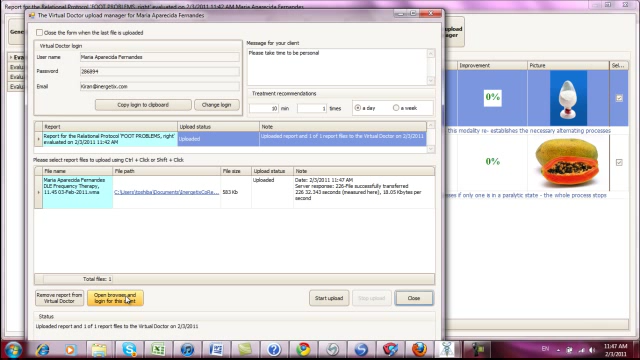 Report for the Relational Protocol 'FOOT PROBLEMS, right' evaluated on 2/3/2011 11:42 AM Maria Aparecida Fernandes
The Virtual Doctor upload manager for Maria Aparecida Fernandes
Close the form when the last file is uploaded
Virtual Doctor login
User name
Maria Aparecida Fernandes
Password
286894
Email
Kiran@inergetix.com
Copy login to clipboard
Change login
Message for your client
Please take time to be personal
Treatment recommendations
10 min
1 times
a day
a week
Report
Upload status
Note
Report for the Relational Protocol 'FOOT PROBLEMS, right' evaluated on 2/3/2011 11:42 AM
Uploaded
Uploaded report and 1 of 1 report files to the Virtual Doctor on 2/3/2011
Please select report files to upload using Ctrl + Click or Shift + Click
File name
File path
File size
Upload status
Note
Maria Aparecida Fernandes
DLE Frequency Therapy,
11.45 03-Feb-2011.wma
C:\Users\toshiba\Documents\InergetixCoRe...
583 Kb
Uploaded
Date: 2/3/2011 11:47 AM
Server response: 226-File successfully transferred
226 32.343 seconds (measured here), 18.05 Kbytes per
second
Total files: 1
Remove report from
Virtual Doctor
Open browser and
login for this client
Start upload
Stop upload
Close
Status
Uploaded report and 1 of 1 report files to the Virtual Doctor on 2/3/2011
Improvement
Picture
Sel...
0%
this modality re- establishes the necessary alternating processes
0%
if only one is in a paralytic state - the whole process stops
EN
11:47 AM
2/3/2011